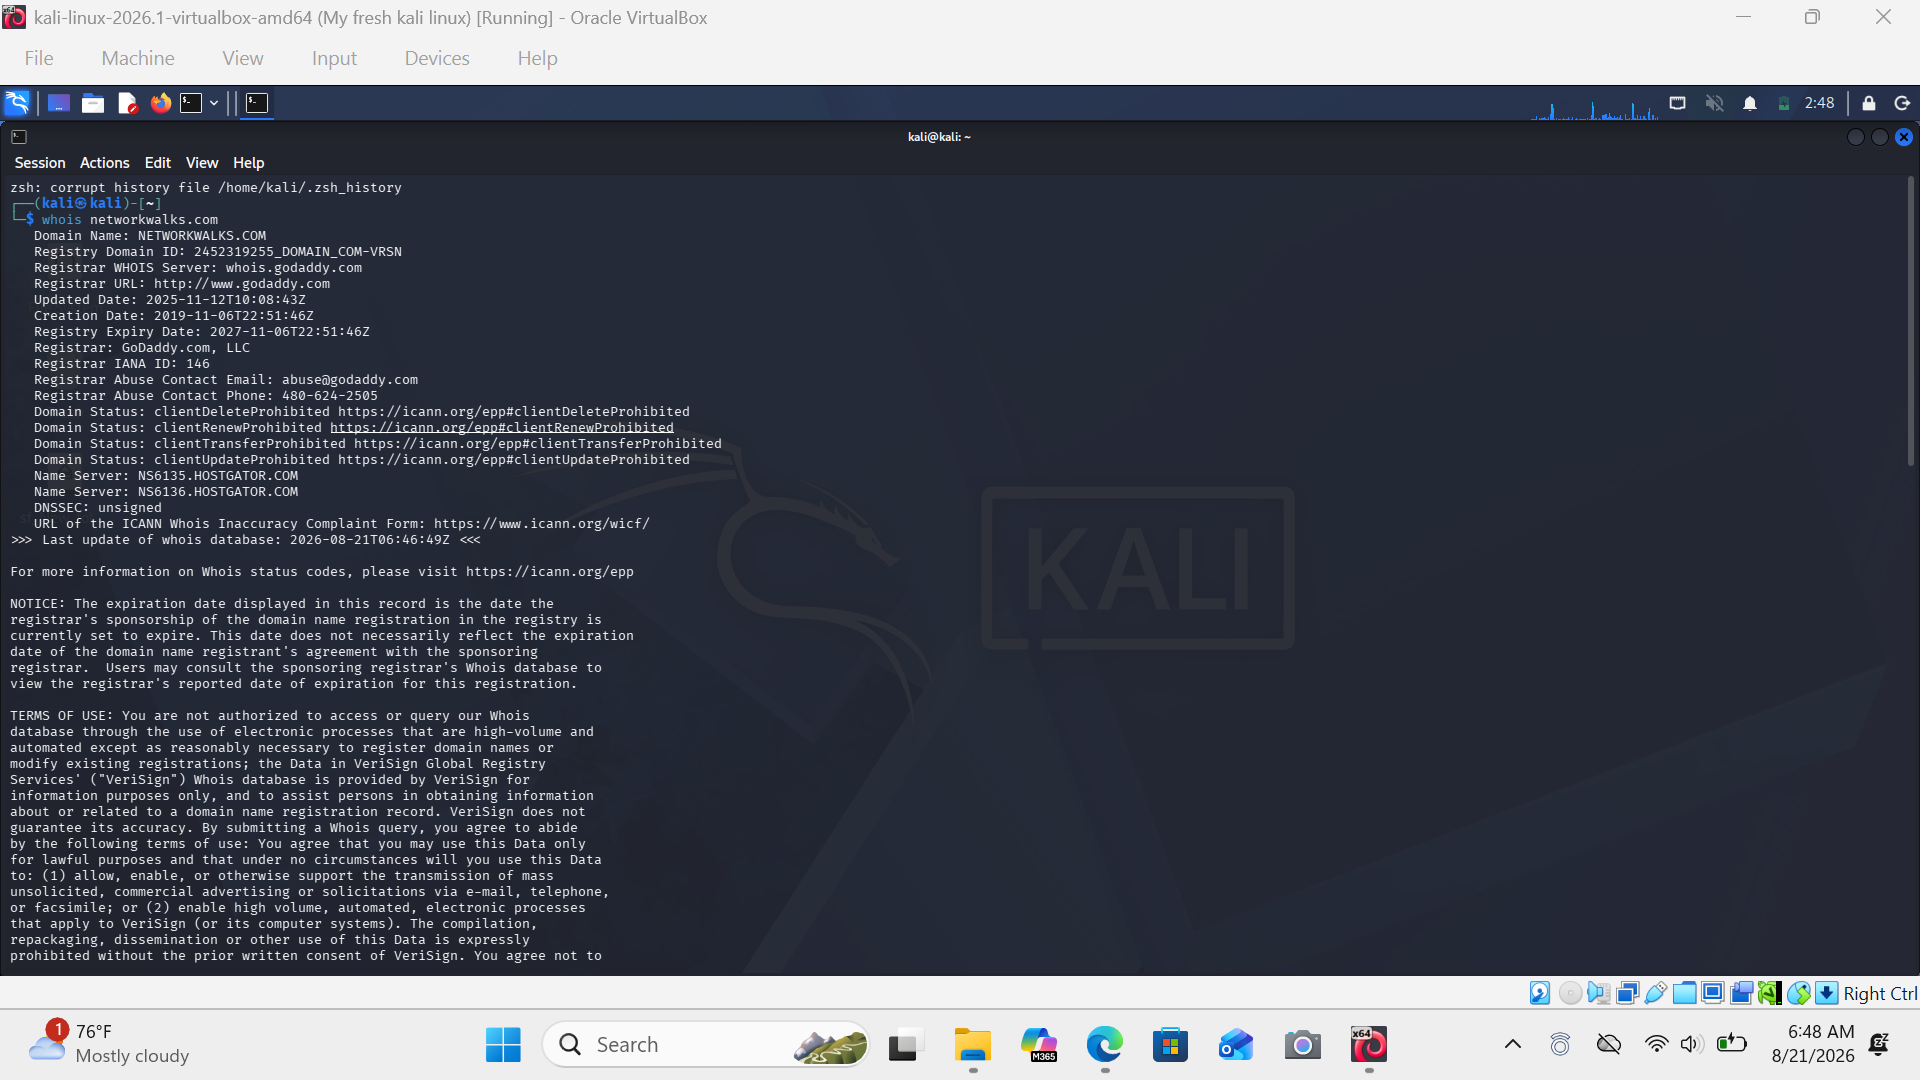 kali-linux-2026.1-virtualbox-amd64 (My fresh kali linux) [Running] - Oracle VirtualBox
File Machine View Input Devices Help
2:48
kali@kali: ~
Session Actions Edit View Help
zsh: corrupt history file /home/kali/.zsh_history
┌──(kali㉿kali)-[~]
└─$ whois networkwalks.com
Domain Name: NETWORKWALKS.COM
Registry Domain ID: 2452319255_DOMAIN_COM-VRSN
Registrar WHOIS Server: whois.godaddy.com
Registrar URL: http://www.godaddy.com
Updated Date: 2025-11-12T10:08:43Z
Creation Date: 2019-11-06T22:51:46Z
Registry Expiry Date: 2027-11-06T22:51:46Z
Registrar: GoDaddy.com, LLC
Registrar IANA ID: 146
Registrar Abuse Contact Email: abuse@godaddy.com
Registrar Abuse Contact Phone: 480-624-2505
Domain Status: clientDeleteProhibited https://icann.org/epp#clientDeleteProhibited
Domain Status: clientRenewProhibited https://icann.org/epp#clientRenewProhibited
Domain Status: clientTransferProhibited https://icann.org/epp#clientTransferProhibited
Domain Status: clientUpdateProhibited https://icann.org/epp#clientUpdateProhibited
Name Server: NS6135.HOSTGATOR.COM
Name Server: NS6136.HOSTGATOR.COM
DNSSEC: unsigned
URL of the ICANN Whois Inaccuracy Complaint Form: https://www.icann.org/wicf/
>>> Last update of whois database: 2026-08-21T06:46:49Z <<<
For more information on Whois status codes, please visit https://icann.org/epp
NOTICE: The expiration date displayed in this record is the date the
registrar's sponsorship of the domain name registration in the registry is
currently set to expire. This date does not necessarily reflect the expiration
date of the domain name registrant's agreement with the sponsoring
registrar.  Users may consult the sponsoring registrar's Whois database to
view the registrar's reported date of expiration for this registration.
TERMS OF USE: You are not authorized to access or query our Whois
database through the use of electronic processes that are high-volume and
automated except as reasonably necessary to register domain names or
modify existing registrations; the Data in VeriSign Global Registry
Services' ("VeriSign") Whois database is provided by VeriSign for
information purposes only, and to assist persons in obtaining information
about or related to a domain name registration record. VeriSign does not
guarantee its accuracy. By submitting a Whois query, you agree to abide
by the following terms of use: You agree that you may use this Data only
for lawful purposes and that under no circumstances will you use this Data
to: (1) allow, enable, or otherwise support the transmission of mass
unsolicited, commercial advertising or solicitations via e-mail, telephone,
or facsimile; or (2) enable high volume, automated, electronic processes
that apply to VeriSign (or its computer systems). The compilation,
repackaging, dissemination or other use of this Data is expressly
prohibited without the prior written consent of VeriSign. You agree not to
KALI
Right Ctrl
1
76°F
Mostly cloudy
Search
M365
x64
6:48 AM
8/21/2026